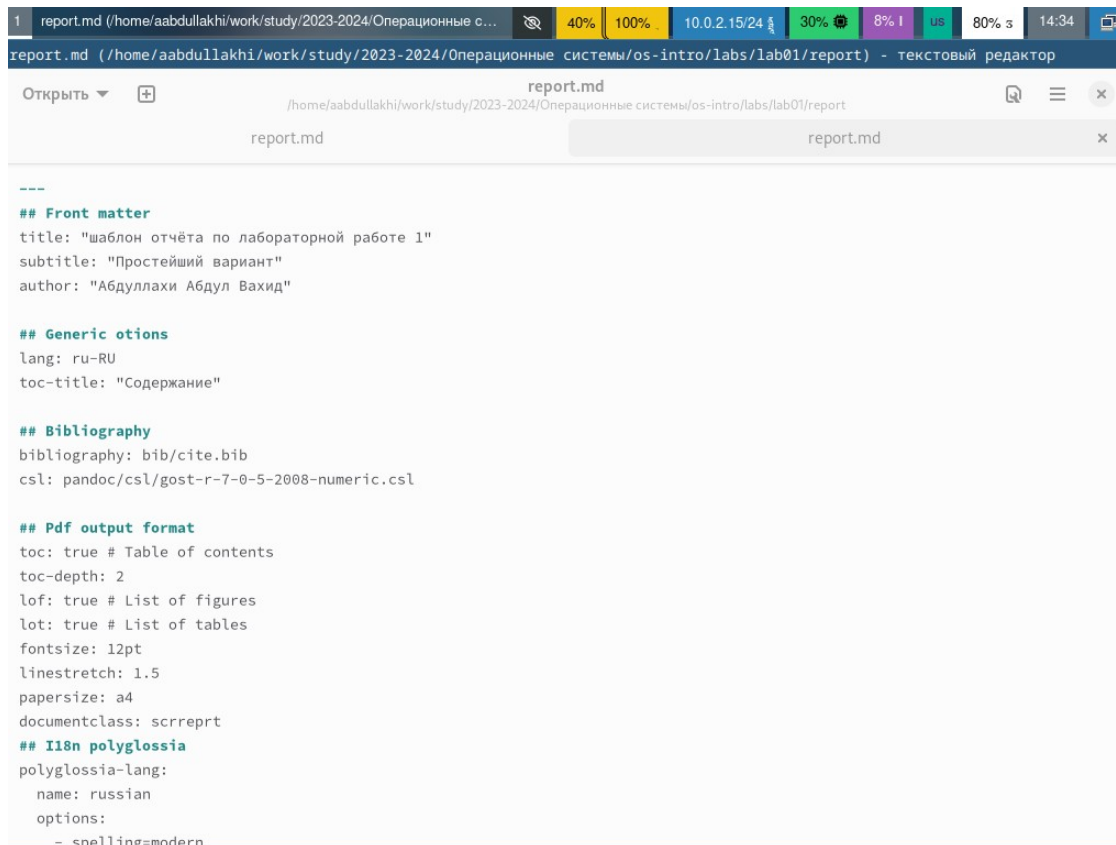 1 report.md (/home/aabdullakhi/work/study/2023-2024/Операционные с... 40% 100% 10.0.2.15/24 30% 8% us 80% 14:34
report.md (/home/aabdullakhi/work/study/2023-2024/Операционные системы/os-intro/labs/lab01/report) - текстовый редактор
Открыть
report.md
/home/aabdullakhi/work/study/2023-2024/Операционные системы/os-intro/labs/lab01/report
report.md report.md
---
## Front matter
title: "шаблон отчёта по лабораторной работе 1"
subtitle: "Простейший вариант"
author: "Абдуллахи Абдул Вахид"
## Generic otions
lang: ru-RU
toc-title: "Содержание"
## Bibliography
bibliography: bib/cite.bib
csl: pandoc/csl/gost-r-7-0-5-2008-numeric.csl
## Pdf output format
toc: true # Table of contents
toc-depth: 2
lof: true # List of figures
lot: true # List of tables
fontsize: 12pt
linestretch: 1.5
papersize: a4
documentclass: scrreprt
## I18n polyglossia
polyglossia-lang:
  name: russian
  options:
    - spelling=modern